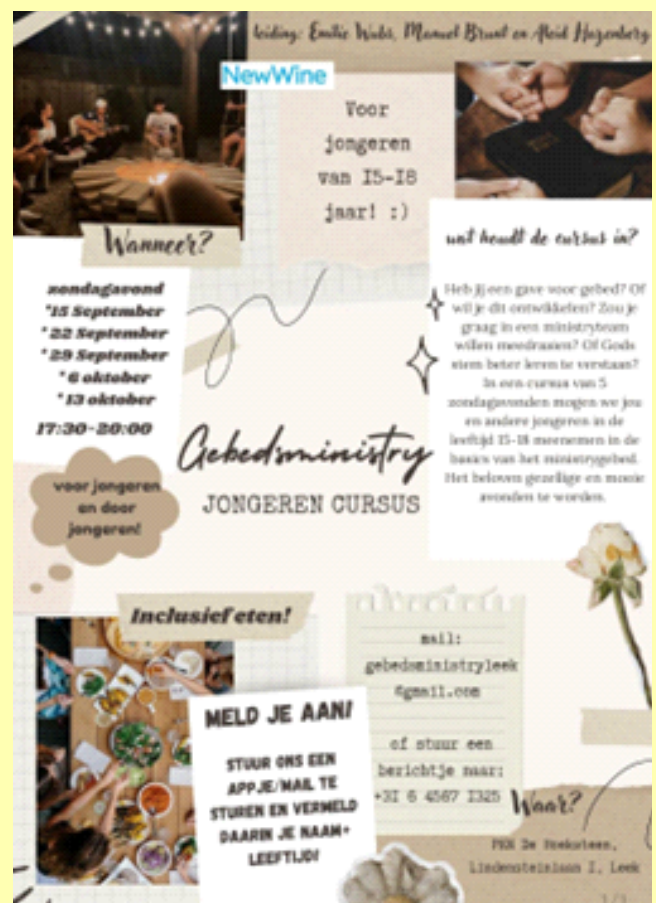 leiding: Emilie Wubs, Manuel Brunt en Aleid Hazenberg
NewWine
Voor
jongeren
van 15-18
jaar! :)
Wanneer?
zondagavond
*15 September
* 22 September
* 29 September
* 6 oktober
* 13 oktober
17:30-20:00
wat houdt de cursus in?
Heb jij een gave voor gebed? Of
wil je dit ontwikkelen? Zou je
graag in een ministryteam
willen meedraaien? Of Gods
stem beter leren te verstaan?
In een cursus van 5
zondagavonden mogen we jou
en andere jongeren in de
leeftijd 15-18 meenemen in de
basics van het ministrygebed.
Het beloven gezellige en mooie
avonden te worden.
Gebedsministry
JONGEREN CURSUS
voor jongeren
en door
jongeren!
Inclusief eten!
MELD JE AAN!
STUUR ONS EEN
APPJE/MAIL TE
STUREN EN VERMELD
DAARIN JE NAAM+
LEEFTIJD!
mail:
gebedsministryleek
@gmail.com
of stuur een
berichtje naar:
+31 6 4567 1325
Waar?
PKN De Hoeksteen,
Lindensteinlaan 1, Leek
1/1